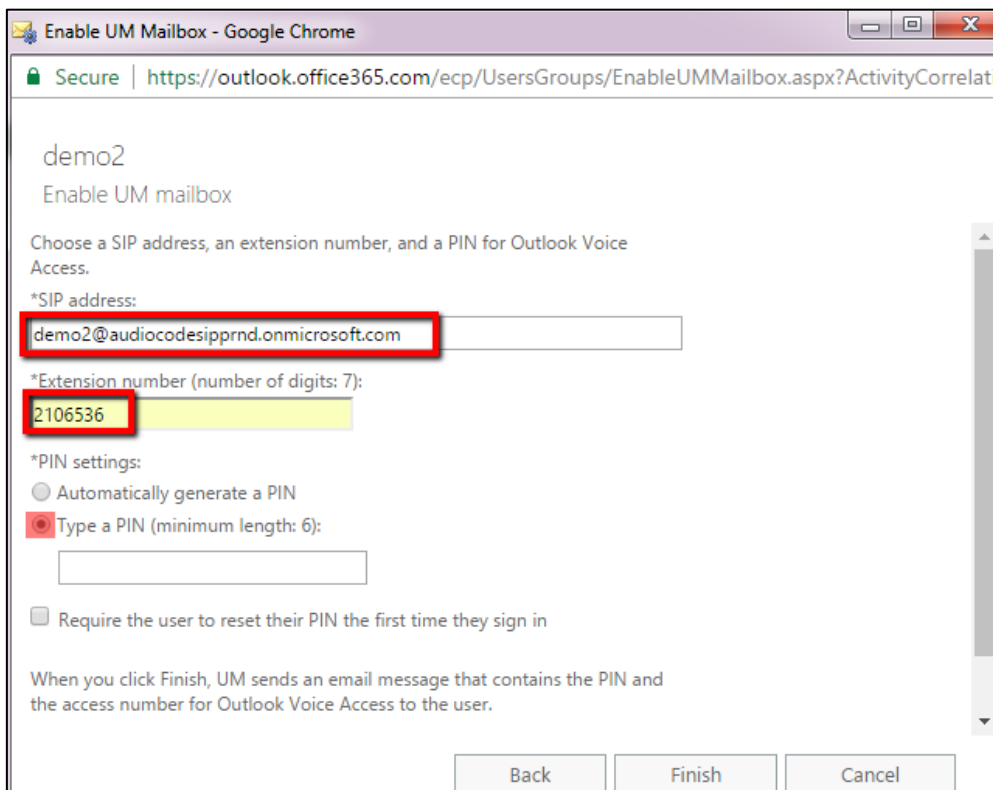 Enable UM Mailbox - Google Chrome
Secure | https://outlook.office365.com/ecp/UsersGroups/EnableUMMailbox.aspx?ActivityCorrelati
demo2
Enable UM mailbox
Choose a SIP address, an extension number, and a PIN for Outlook Voice
Access.
*SIP address:
demo2@audiocodesipprnd.onmicrosoft.com
*Extension number (number of digits: 7):
2106536
*PIN settings:
Automatically generate a PIN
Type a PIN (minimum length: 6):
Require the user to reset their PIN the first time they sign in
When you click Finish, UM sends an email message that contains the PIN and
the access number for Outlook Voice Access to the user.
Back Finish Cancel